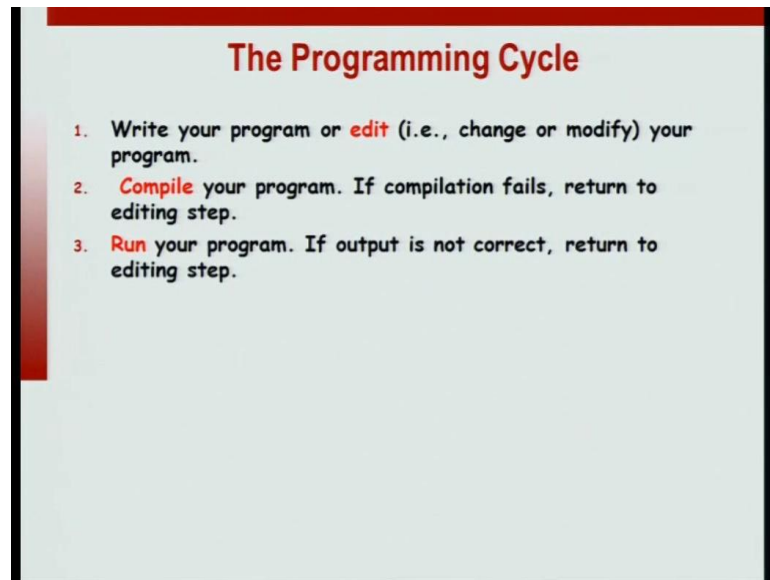 The Programming Cycle
1. Write your program or edit (i.e., change or modify) your
program.
2. Compile your program. If compilation fails, return to
editing step.
3. Run your program. If output is not correct, return to
editing step.